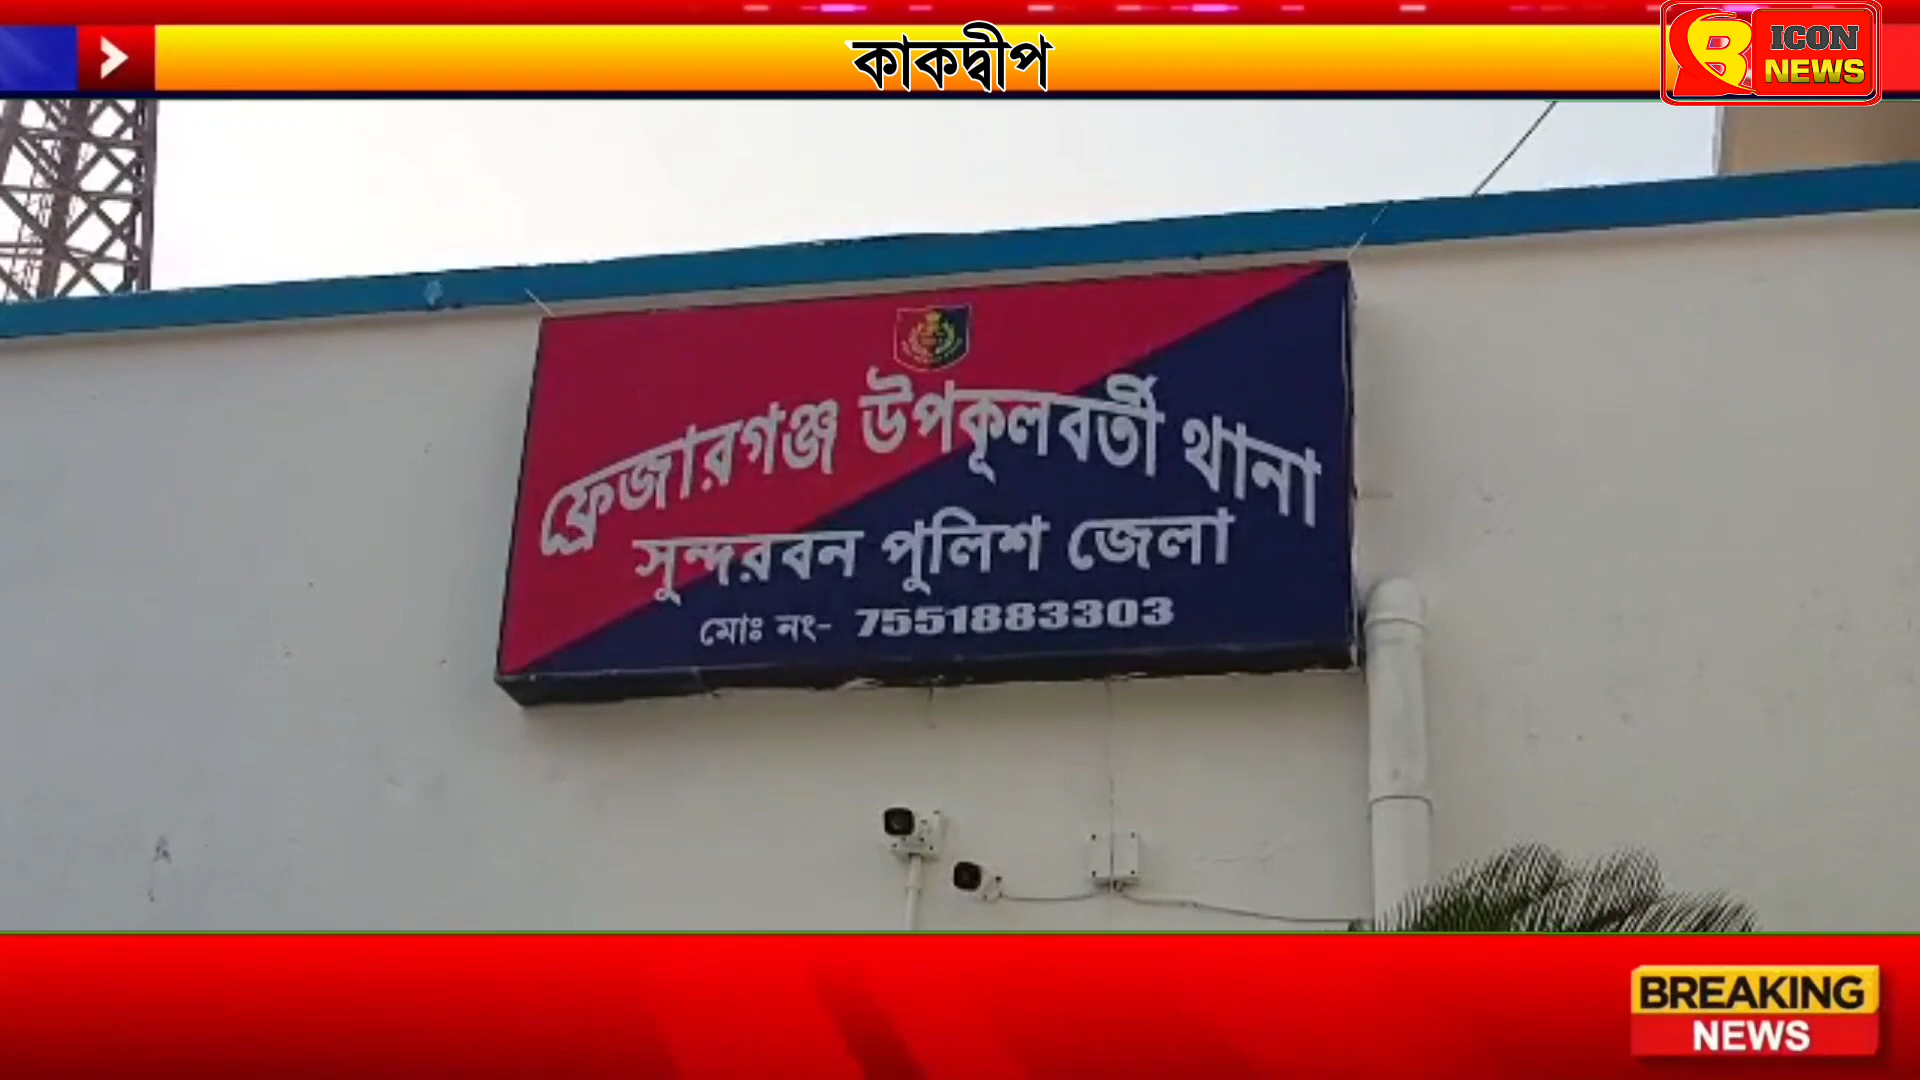 কাকদ্বীপ
B ICON
NEWS
ফ্রেজারগঞ্জ উপকূলবর্তী থানা
সুন্দরবন পুলিশ জেলা
মোঃ নং- 7551883303
BREAKING
NEWS